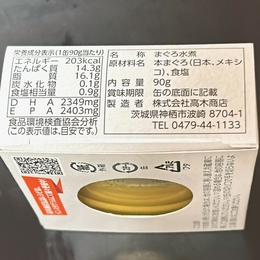 栄養成分表示(1缶90g当たり)
エネルギー 203kcal
たんぱく質 14.3g
脂質 16.1g
炭水化物 0.1g
食塩相当量 0.9g
DHA 2349mg
EPA 2403mg
食品環境検査協会分析
(この表示値は、目安です。)
名称 まぐろ水煮
原材料名 本まぐろ(日本、メキシコ)、食塩
内容量 90g
賞味期限 缶の底面に記載
製造者 株式会社高木商店
茨城県神栖市波崎 8704-1
TEL 0479-44-1133